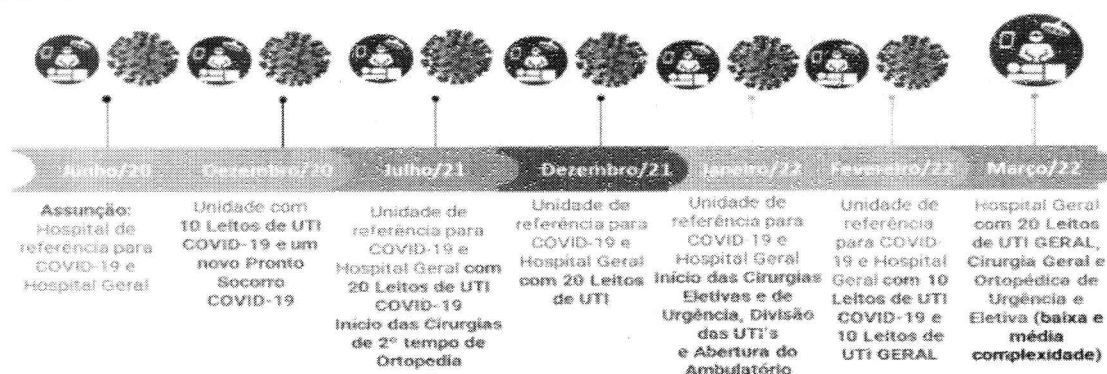 Junho/20
Dezembro/20
Julho/21
Dezembro/21
Janeiro/22
Fevereiro/22
Março/22
Assunção:
Hospital de
referência para
COVID-19 e
Hospital Geral
Unidade com
10 Leitos de UTI
COVID-19 e um
novo Pronto
Socorro
COVID-19
Unidade de
referência para
COVID-19 e
Hospital Geral com
20 Leitos de UTI
COVID-19
Início das Cirurgias
de 2º tempo de
Ortopedia
Unidade de
referência para
COVID-19 e
Hospital Geral
com 20 Leitos
de UTI
Unidade de
referência para
COVID-19 e
Hospital Geral
Início das Cirurgias
Eletivas e de
Urgência, Divisão
das UTI's
e Abertura do
Ambulatório
Unidade de
referência
para COVID-
19 e Hospital
Geral com 10
Leitos de UTI
COVID-19 e
10 Leitos de
UTI GERAL
Hospital Geral
com 20 Leitos
de UTI GERAL,
Cirurgia Geral e
Ortopédica de
Urgência e
Eletiva (baixa e
média
complexidade)